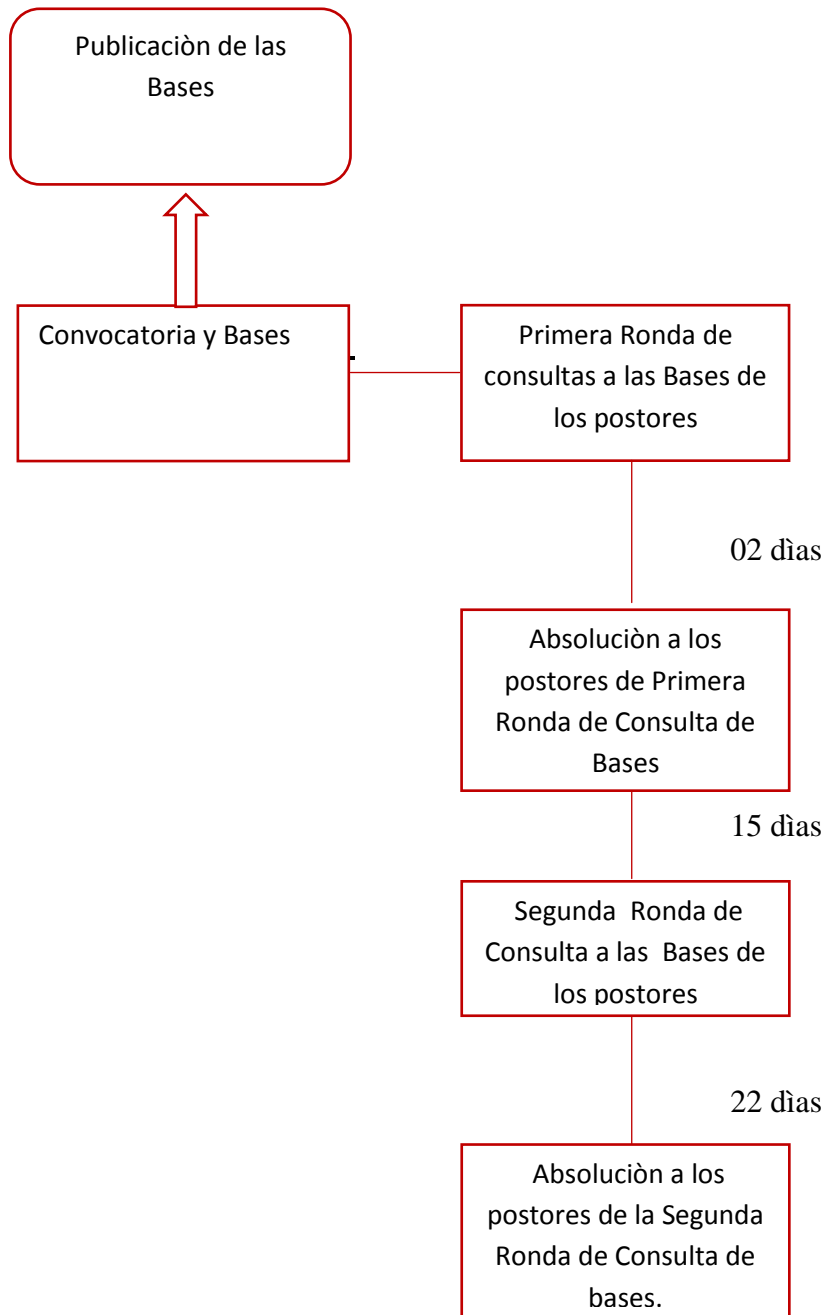 Publicaciòn de las
Bases
Convocatoria y Bases
Primera Ronda de
consultas a las Bases de
los postores
02 dìas
Absoluciòn a los
postores de Primera
Ronda de Consulta de
Bases
15 dìas
Segunda  Ronda de
Consulta a las  Bases de
los postores
22 dìas
Absoluciòn a los
postores de la Segunda
Ronda de Consulta de
bases.